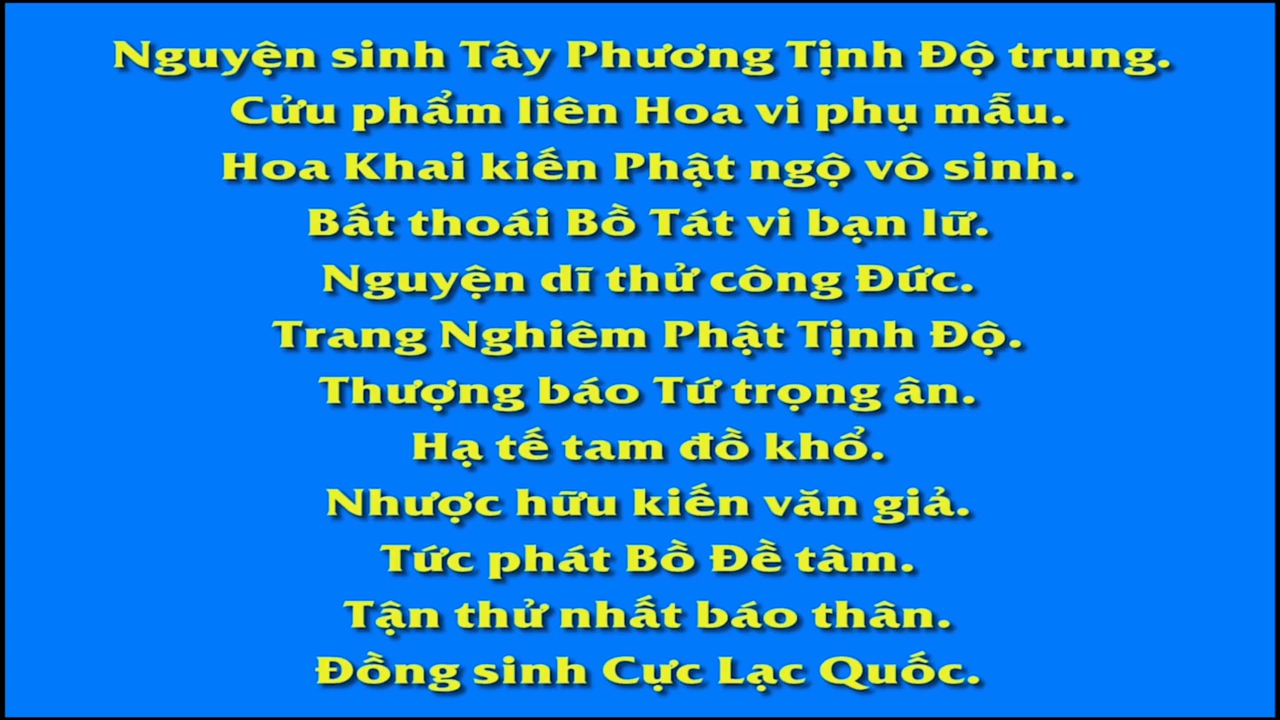 Nguyện sinh Tây Phương Tịnh Độ trung.
Cửu phẩm liên Hoa vi phụ mẫu.
Hoa Khai kiến Phật ngộ vô sinh.
Bất thoái Bồ Tát vi bạn lữ.
Nguyện dĩ thử công Đức.
Trang Nghiêm Phật Tịnh Độ.
Thượng báo Tứ trọng ân.
Hạ tế tam đồ khổ.
Nhược hữu kiến văn giả.
Tức phát Bồ Đề tâm.
Tận thử nhất báo thân.
Đồng sinh Cực Lạc Quốc.